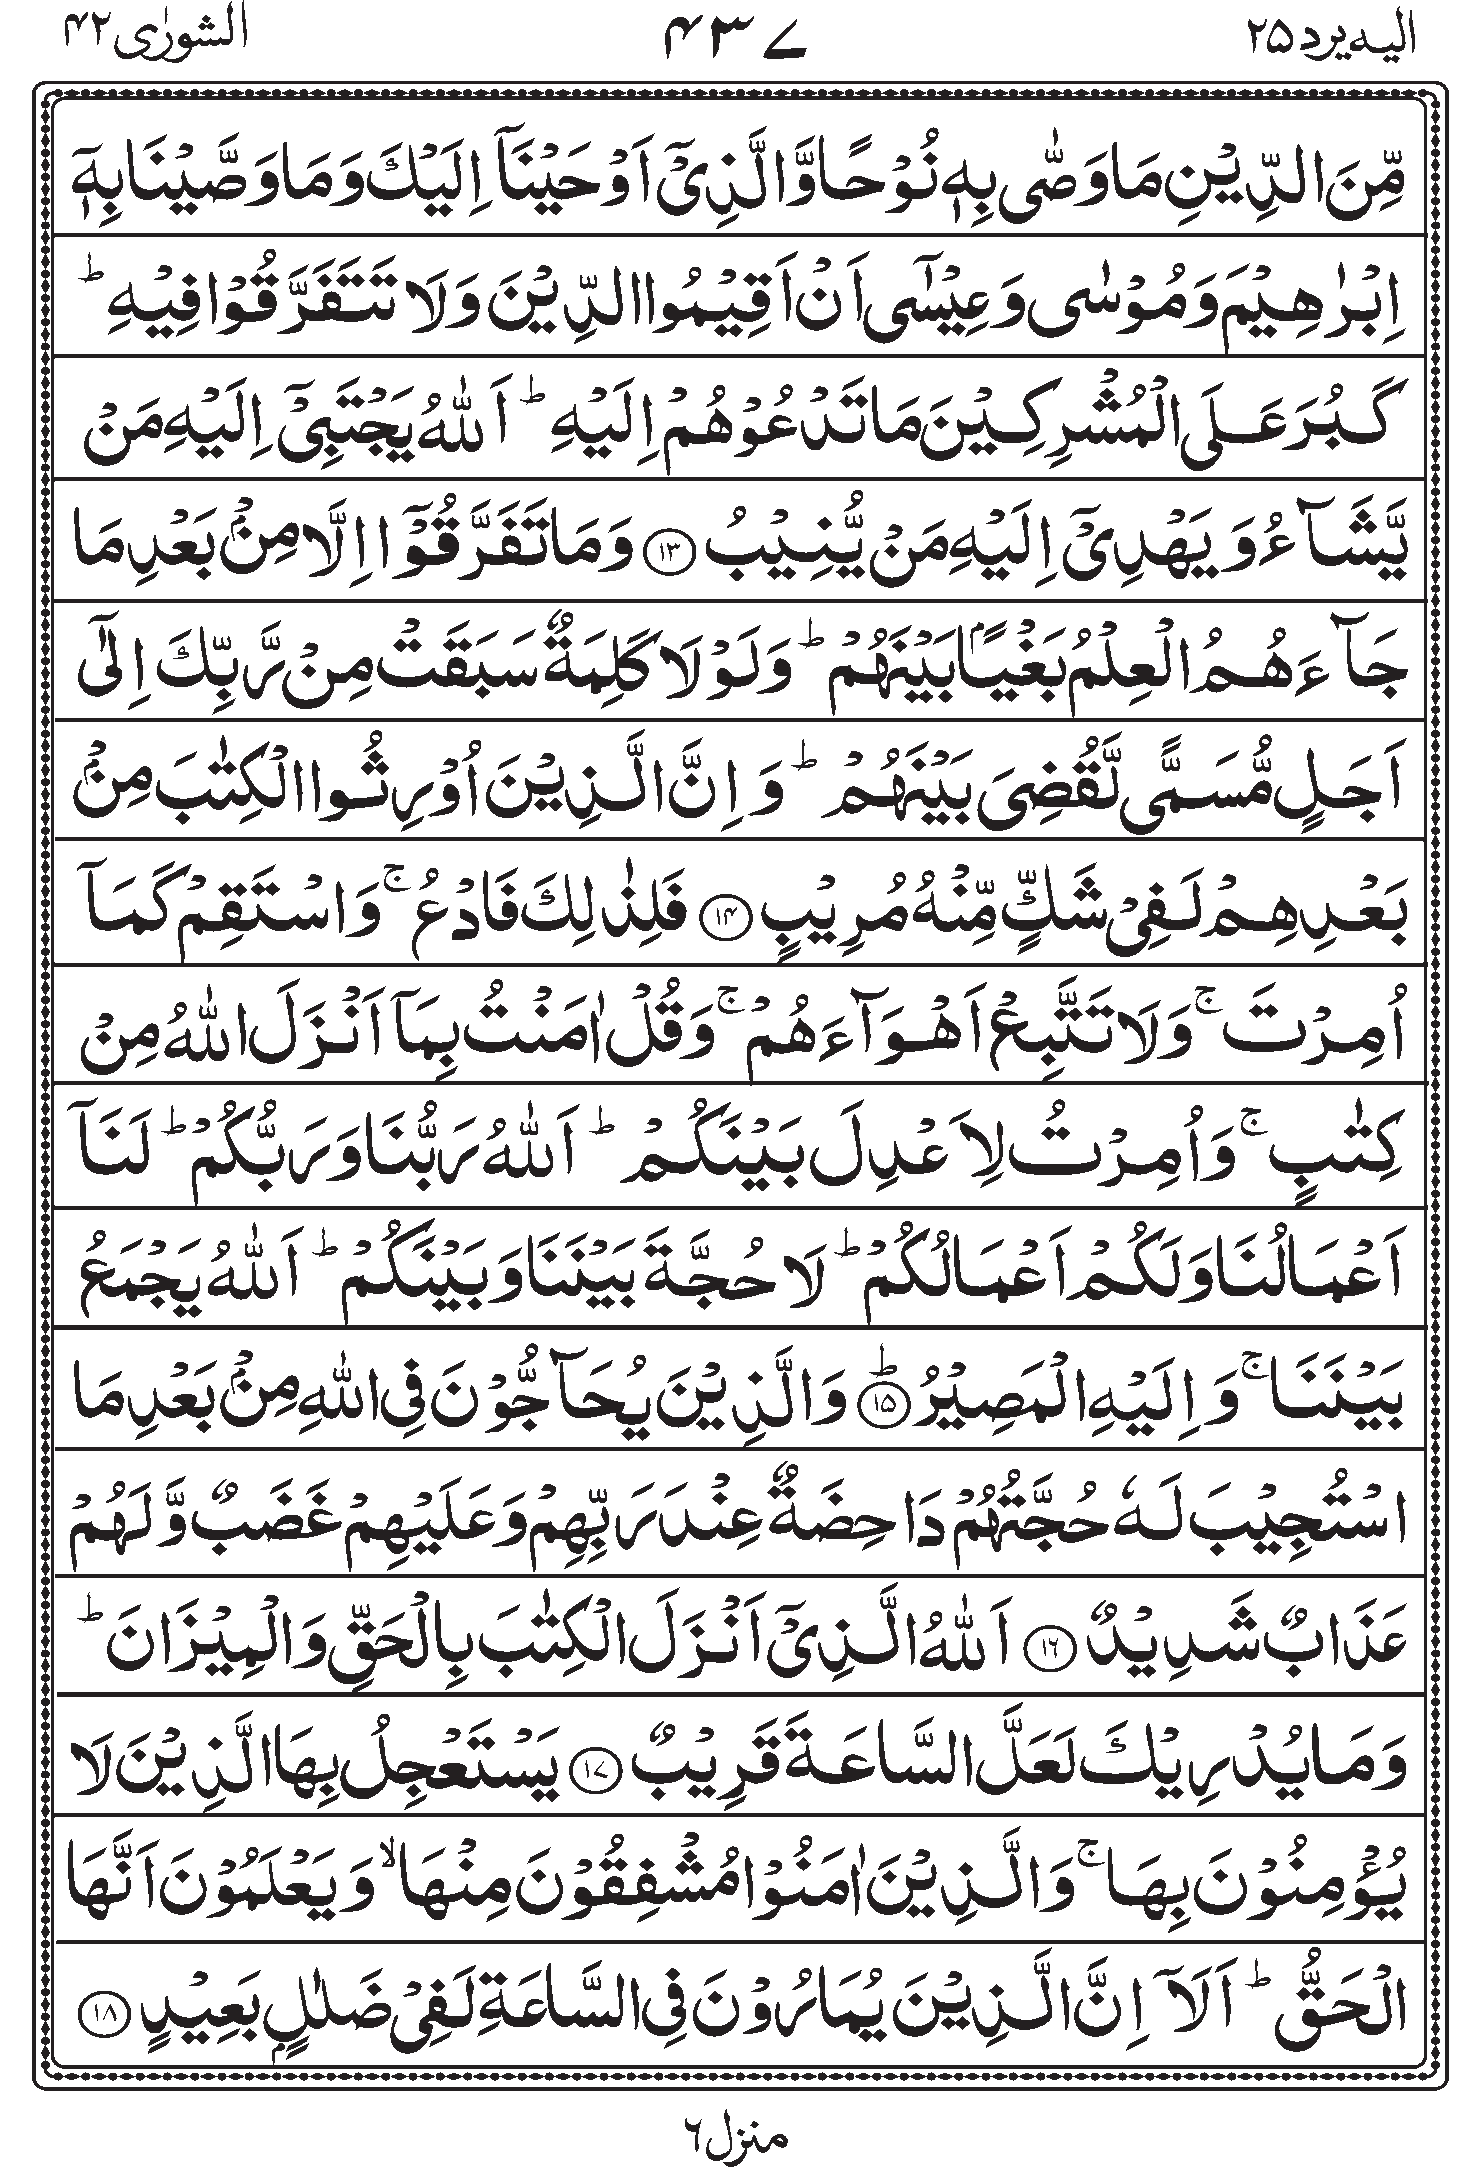 الیہ یرد ۲۵ ۴۳۷ الشورٰی ۴۲
مِّنَ الدِّيْنِ مَا وَصّٰى بِهٖ نُوْحًا وَّالَّذِيْۤ اَوْحَيْنَاۤ اِلَيْكَ وَمَا وَصَّيْنَا بِهٖۤ
اِبْرٰهِيْمَ وَمُوْسٰى وَعِيْسٰۤى اَنْ اَقِيْمُوا الدِّيْنَ وَلَا تَتَفَرَّقُوْا فِيْهِ ؕ
كَبُرَ عَلَى الْمُشْرِكِيْنَ مَا تَدْعُوْهُمْ اِلَيْهِ ؕ اَللّٰهُ يَجْتَبِيْۤ اِلَيْهِ مَنْ
يَّشَآءُ وَيَهْدِيْۤ اِلَيْهِ مَنْ يُّنِيْبُ ۝۱۳ وَمَا تَفَرَّقُوْۤا اِلَّا مِنْۢ بَعْدِ مَا
جَآءَهُمُ الْعِلْمُ بَغْيًۢا بَيْنَهُمْ ؕ وَلَوْلَا كَلِمَةٌ سَبَقَتْ مِنْ رَّبِّكَ اِلٰۤى
اَجَلٍ مُّسَمًّى لَّقُضِيَ بَيْنَهُمْ ؕ وَاِنَّ الَّذِيْنَ اُوْرِثُوا الْكِتٰبَ مِنْۢ
بَعْدِهِمْ لَفِيْ شَكٍّ مِّنْهُ مُرِيْبٍ ۝۱۴ فَلِذٰلِكَ فَادْعُ ۚ وَاسْتَقِمْ كَمَاۤ
اُمِرْتَ ۚ وَلَا تَتَّبِعْ اَهْوَآءَهُمْ ۚ وَقُلْ اٰمَنْتُ بِمَاۤ اَنْزَلَ اللّٰهُ مِنْ
كِتٰبٍ ۚ وَاُمِرْتُ لِاَعْدِلَ بَيْنَكُمْ ؕ اَللّٰهُ رَبُّنَا وَرَبُّكُمْ ؕ لَنَاۤ
اَعْمَالُنَا وَلَكُمْ اَعْمَالُكُمْ ؕ لَا حُجَّةَ بَيْنَنَا وَبَيْنَكُمْ ؕ اَللّٰهُ يَجْمَعُ
بَيْنَنَا ۚ وَاِلَيْهِ الْمَصِيْرُ ؕ۝۱۵ وَالَّذِيْنَ يُحَآجُّوْنَ فِي اللّٰهِ مِنْۢ بَعْدِ مَا
اسْتُجِيْبَ لَهٗ حُجَّتُهُمْ دَاحِضَةٌ عِنْدَ رَبِّهِمْ وَعَلَيْهِمْ غَضَبٌ وَّلَهُمْ
عَذَابٌ شَدِيْدٌ ۝۱۶ اَللّٰهُ الَّذِيْۤ اَنْزَلَ الْكِتٰبَ بِالْحَقِّ وَالْمِيْزَانَ ؕ
وَمَا يُدْرِيْكَ لَعَلَّ السَّاعَةَ قَرِيْبٌ ۝۱۷ يَسْتَعْجِلُ بِهَا الَّذِيْنَ لَا
يُؤْمِنُوْنَ بِهَا ۚ وَالَّذِيْنَ اٰمَنُوْا مُشْفِقُوْنَ مِنْهَا ۙ وَيَعْلَمُوْنَ اَنَّهَا
الْحَقُّ ؕ اَلَاۤ اِنَّ الَّذِيْنَ يُمَارُوْنَ فِي السَّاعَةِ لَفِيْ ضَلٰلٍۭ بَعِيْدٍ ۝۱۸
منزل ۶